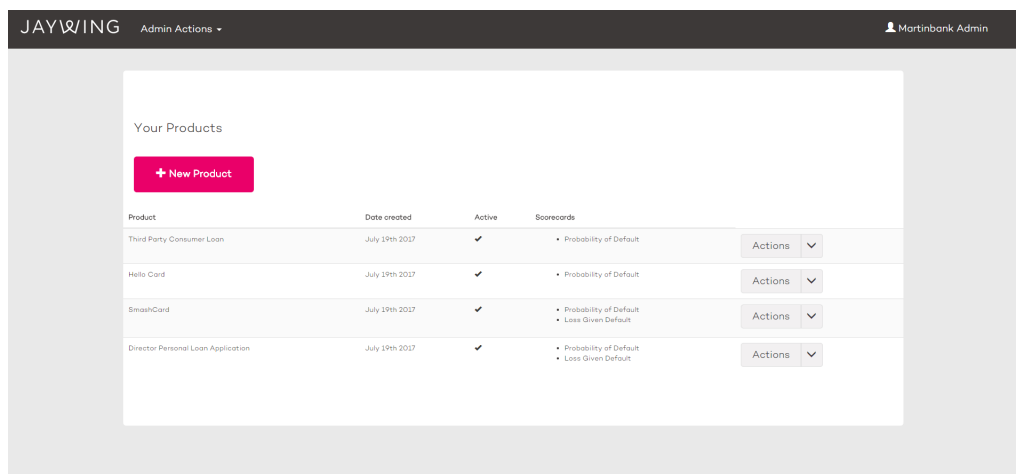 JAYWING Admin Actions Martinbank Admin
Your Products
+ New Product
Product Date created Active Scorecards
Third Party Consumer Loan July 19th 2017 ✔ • Probability of Default Actions
Hello Card July 19th 2017 ✔ • Probability of Default Actions
SmashCard July 19th 2017 ✔ • Probability of Default Actions
• Loss Given Default
Director Personal Loan Application July 19th 2017 ✔ • Probability of Default Actions
• Loss Given Default